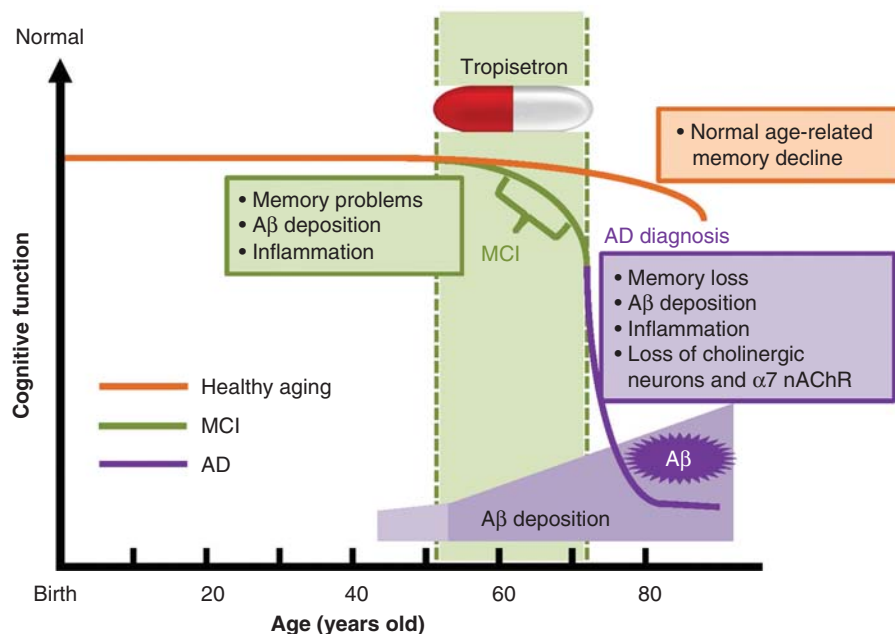 Normal
Tropisetron
• Normal age-related
memory decline
• Memory problems
• Aβ deposition
• Inflammation
MCI
AD diagnosis
• Memory loss
• Aβ deposition
• Inflammation
• Loss of cholinergic
neurons and α7 nAChR
Cognitive function
Healthy aging
MCI
AD
Aβ
Aβ deposition
Birth
20
40
60
80
Age (years old)